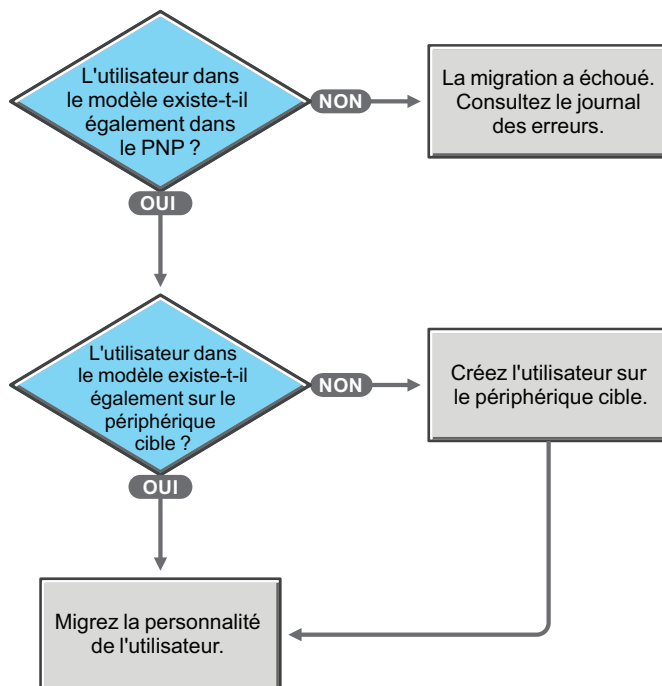 L'utilisateur dans
le modèle existe-t-il
également dans
le PNP ?
NON
La migration a échoué.
Consultez le journal
des erreurs.
OUI
L'utilisateur dans
le modèle existe-t-il
également sur le
périphérique
cible ?
NON
Créez l'utilisateur sur
le périphérique cible.
OUI
Migrez la personnalité
de l'utilisateur.